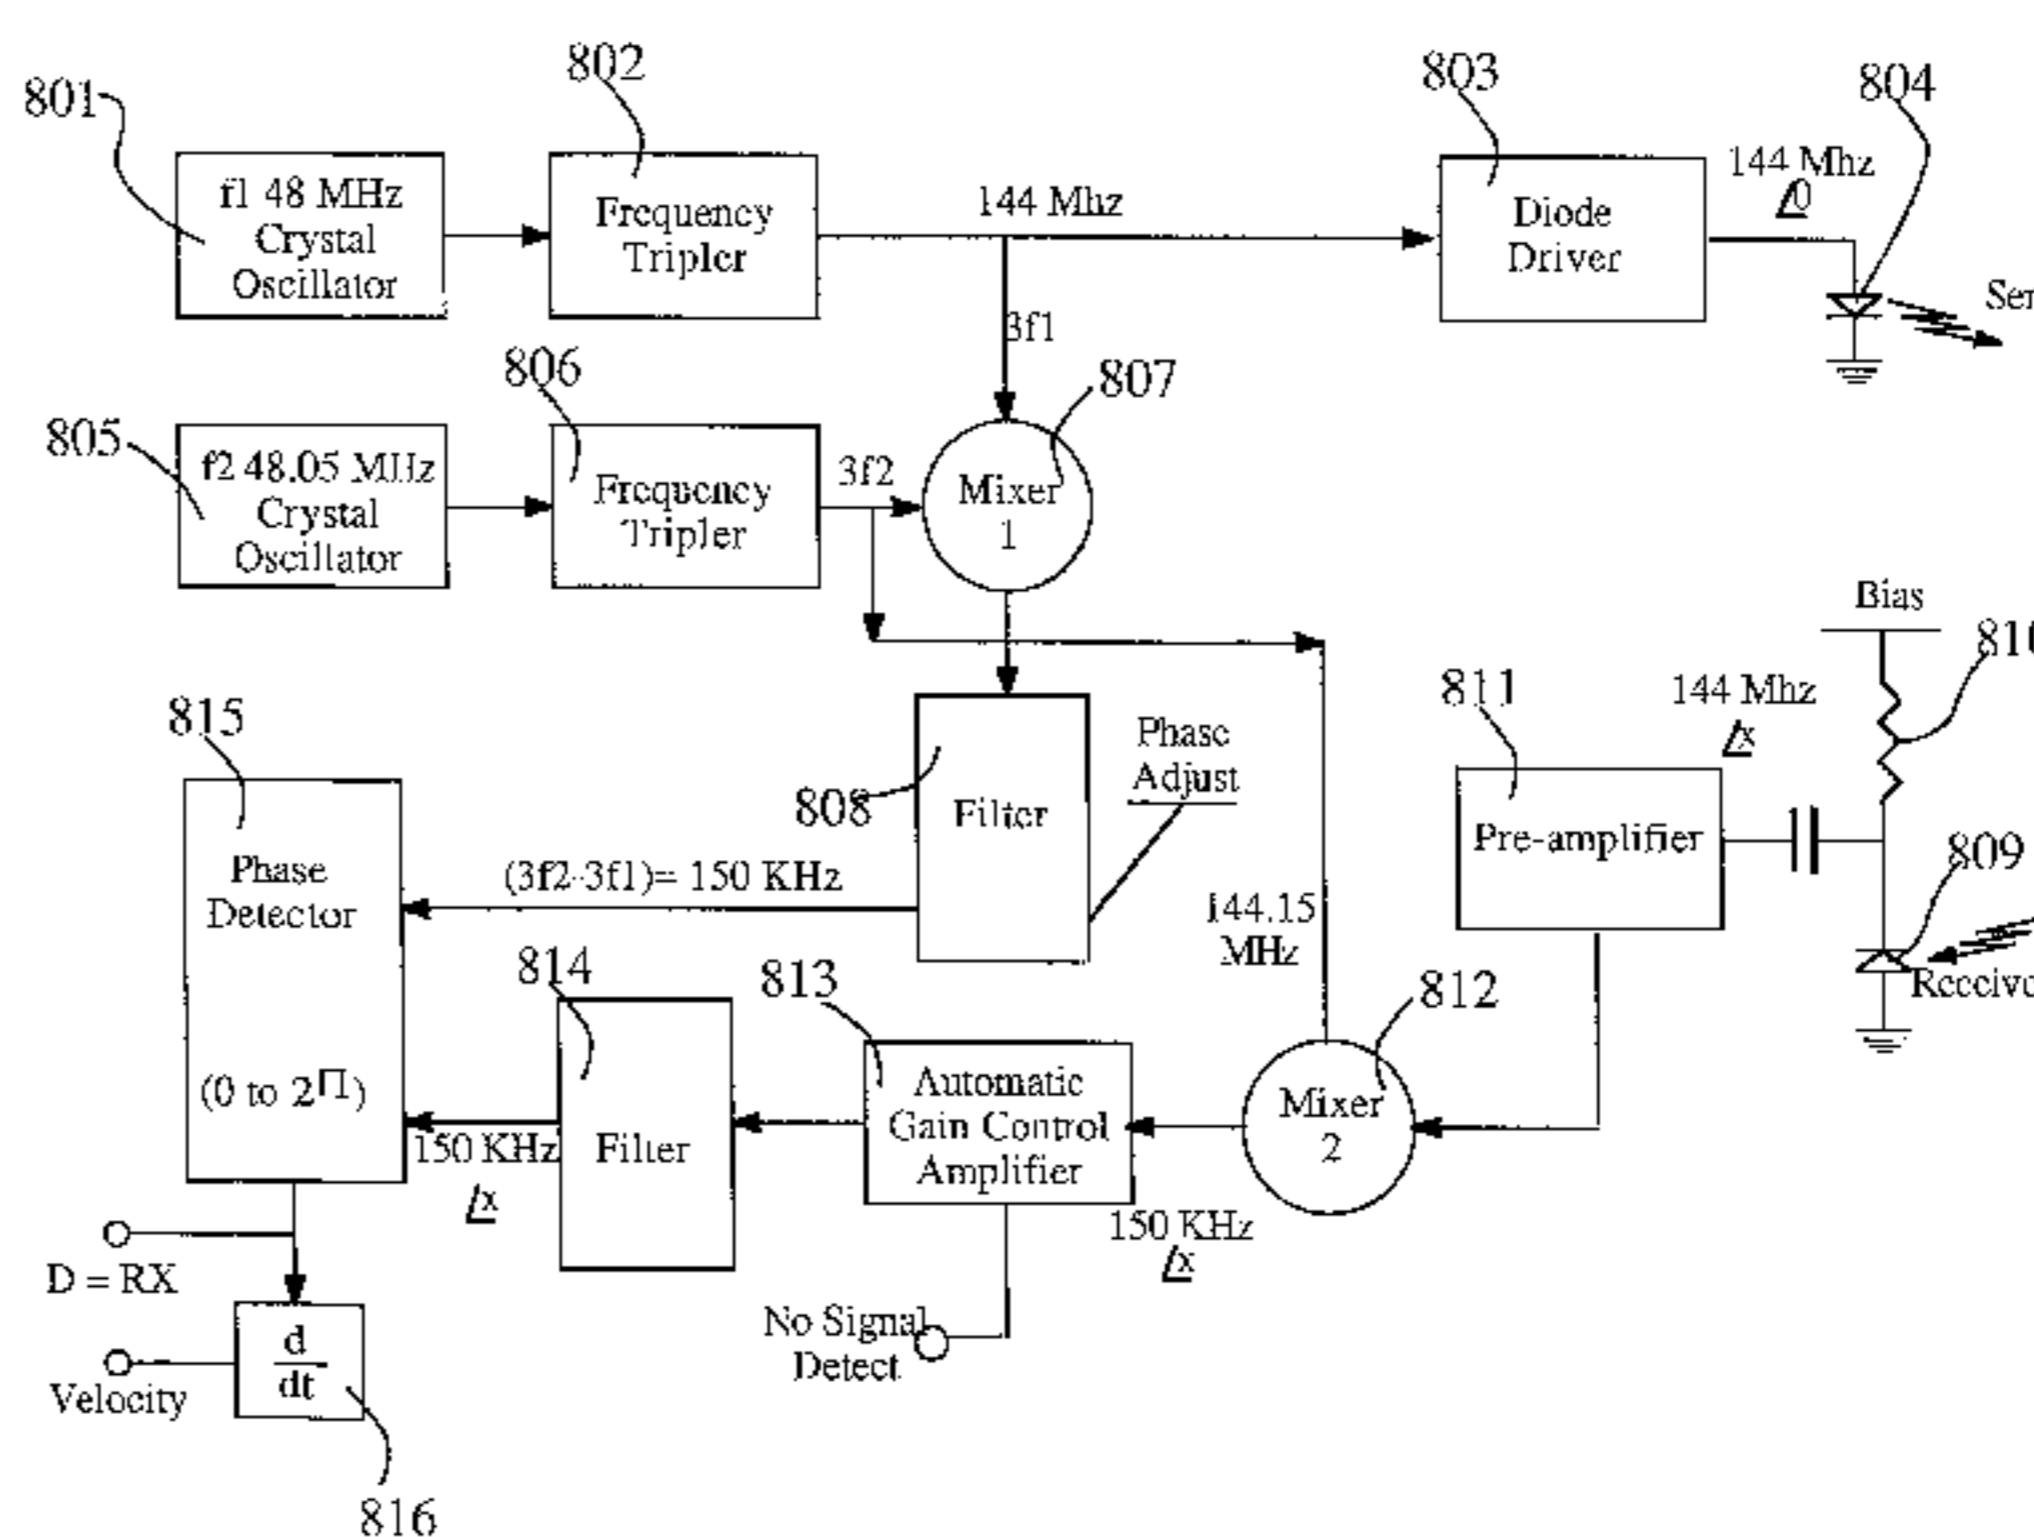 801
802
803
804
f1 48 MHz
Crystal
Oscillator
Frequency
Tripler
144 Mhz
Diode
Driver
144 Mhz
/0
3f1
805
806
807
f2 48.05 MHz
Crystal
Oscillator
Frequency
Tripler
3f2
Mixer
1
Bias
815
808
Filter
Phase
Adjust
811
144 Mhz
/x
Pre-amplifier
809
Phase
Detector
(0 to 2Π)
(3f2-3f1)= 150 KHz
144.15
MHz
814
813
812
Filter
150 KHz
/x
Automatic
Gain Control
Amplifier
150 KHz
/x
Mixer
2
D = RX
d
dt
Velocity
816
No Signal
Detect